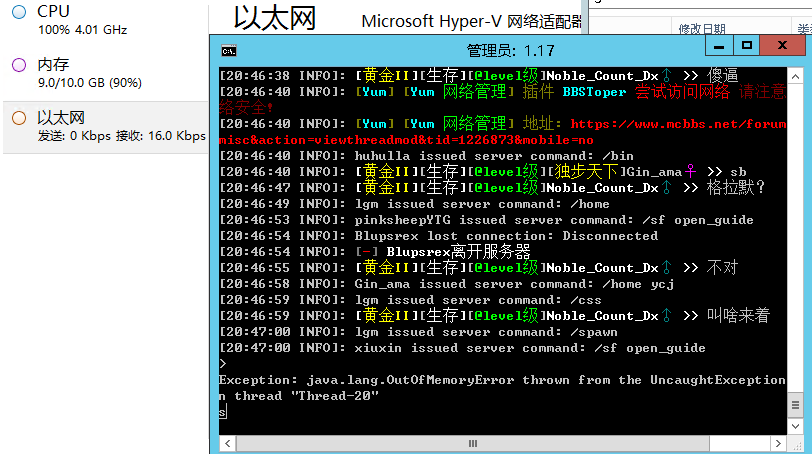 CPU
100% 4.01 GHz
内存
9.0/10.0 GB (90%)
以太网
发送: 0 Kbps 接收: 16.0 Kbps
以太网
Microsoft Hyper-V 网络适配器
修改日期
管理员: 1.17
[20:46:38 INFO]: [黄金II][生存][@level级]Noble_Count_Dx♂ >> 傻逼
[20:46:40 INFO]: [Yum] [Yum 网络管理] 插件 BBSToper 尝试访问网络 请注意
络安全!
[20:46:40 INFO]: [Yum] [Yum 网络管理] 地址: https://www.mcbbs.net/forum
misc&action=viewthreadmod&tid=1226873&mobile=no
[20:46:40 INFO]: huhulla issued server command: /bin
[20:46:40 INFO]: [黄金II][生存][@level级][独步天下]Gin_ama♀ >> sb
[20:46:47 INFO]: [黄金II][生存][@level级]Noble_Count_Dx♂ >> 格拉默?
[20:46:49 INFO]: lgm issued server command: /home
[20:46:53 INFO]: pinksheepYTG issued server command: /sf open_guide
[20:46:54 INFO]: Blupsrex lost connection: Disconnected
[20:46:54 INFO]: [-] Blupsrex离开服务器
[20:46:55 INFO]: [黄金II][生存][@level级]Noble_Count_Dx♂ >> 不对
[20:46:58 INFO]: Gin_ama issued server command: /home ycj
[20:46:59 INFO]: lgm issued server command: /css
[20:46:59 INFO]: [黄金II][生存][@level级]Noble_Count_Dx♂ >> 叫啥来着
[20:47:00 INFO]: lgm issued server command: /spawn
[20:47:00 INFO]: xiuxin issued server command: /sf open_guide
>
Exception: java.lang.OutOfMemoryError thrown from the UncaughtException
n thread "Thread-20"
s